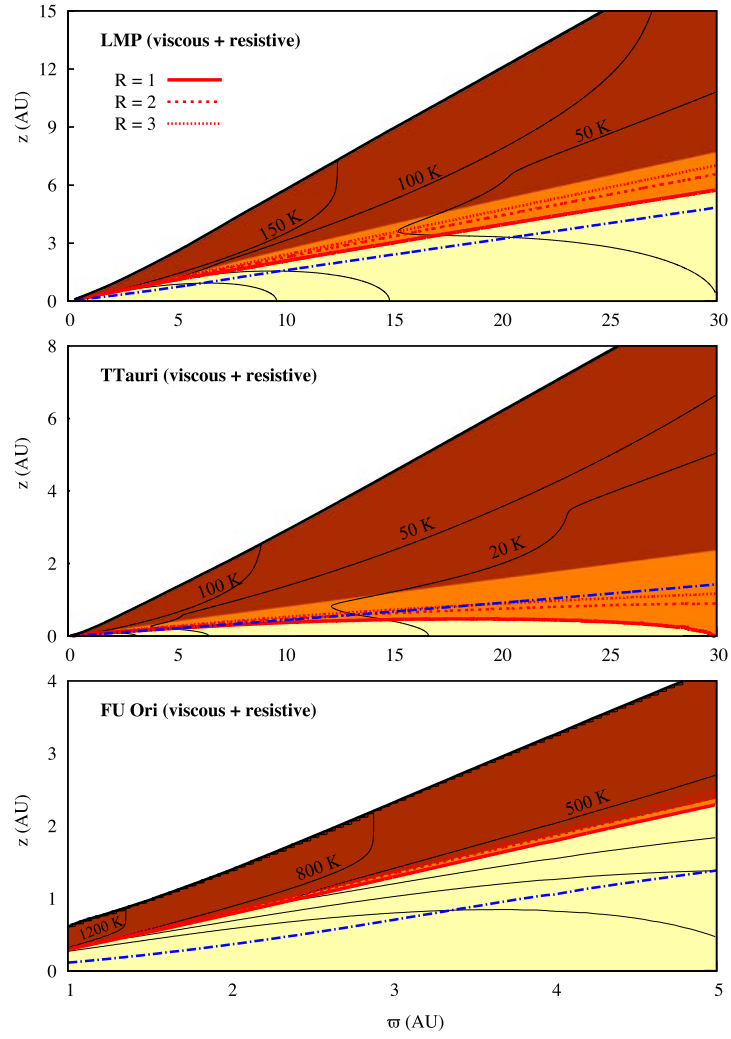 15
12
9
6
3
0
z (AU)
LMP (viscous + resistive)
R = 1
R = 2
R = 3
150 K
100 K
50 K
0 5 10 15 20 25 30
8
6
4
2
0
z (AU)
TTauri (viscous + resistive)
100 K
50 K
20 K
0 5 10 15 20 25 30
4
3
2
1
0
z (AU)
FU Ori (viscous + resistive)
1200 K
800 K
500 K
1 2 3 4 5
ϖ (AU)